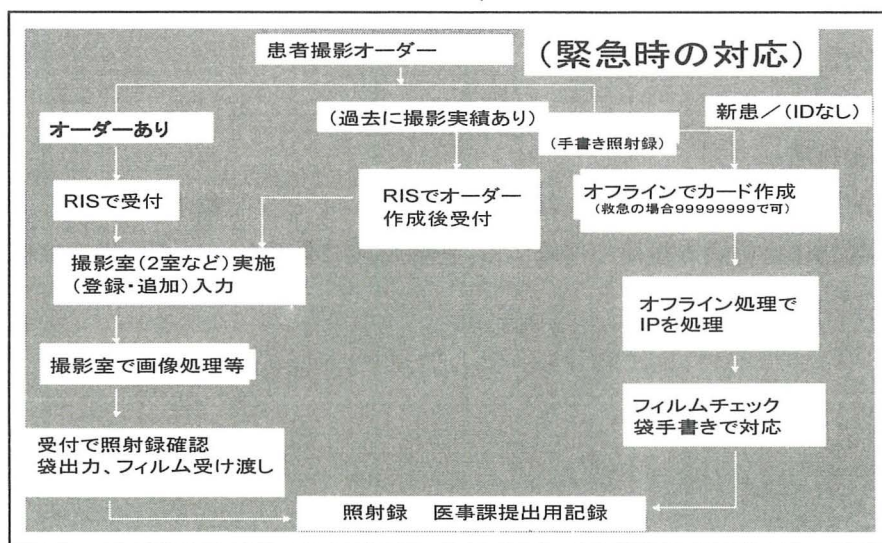 患者撮影オーダー
(緊急時の対応)
オーダーあり
(過去に撮影実績あり)
(手書き照射録)
新患/(IDなし)
RISで受付
RISでオーダー
作成後受付
オフラインでカード作成
(救急の場合99999999で可)
撮影室(2室など)実施
(登録・追加)入力
オフライン処理で
IPを処理
撮影室で画像処理等
フィルムチェック
袋手書きで対応
受付で照射録確認
袋出力、フィルム受け渡し
照射録 医事課提出用記録